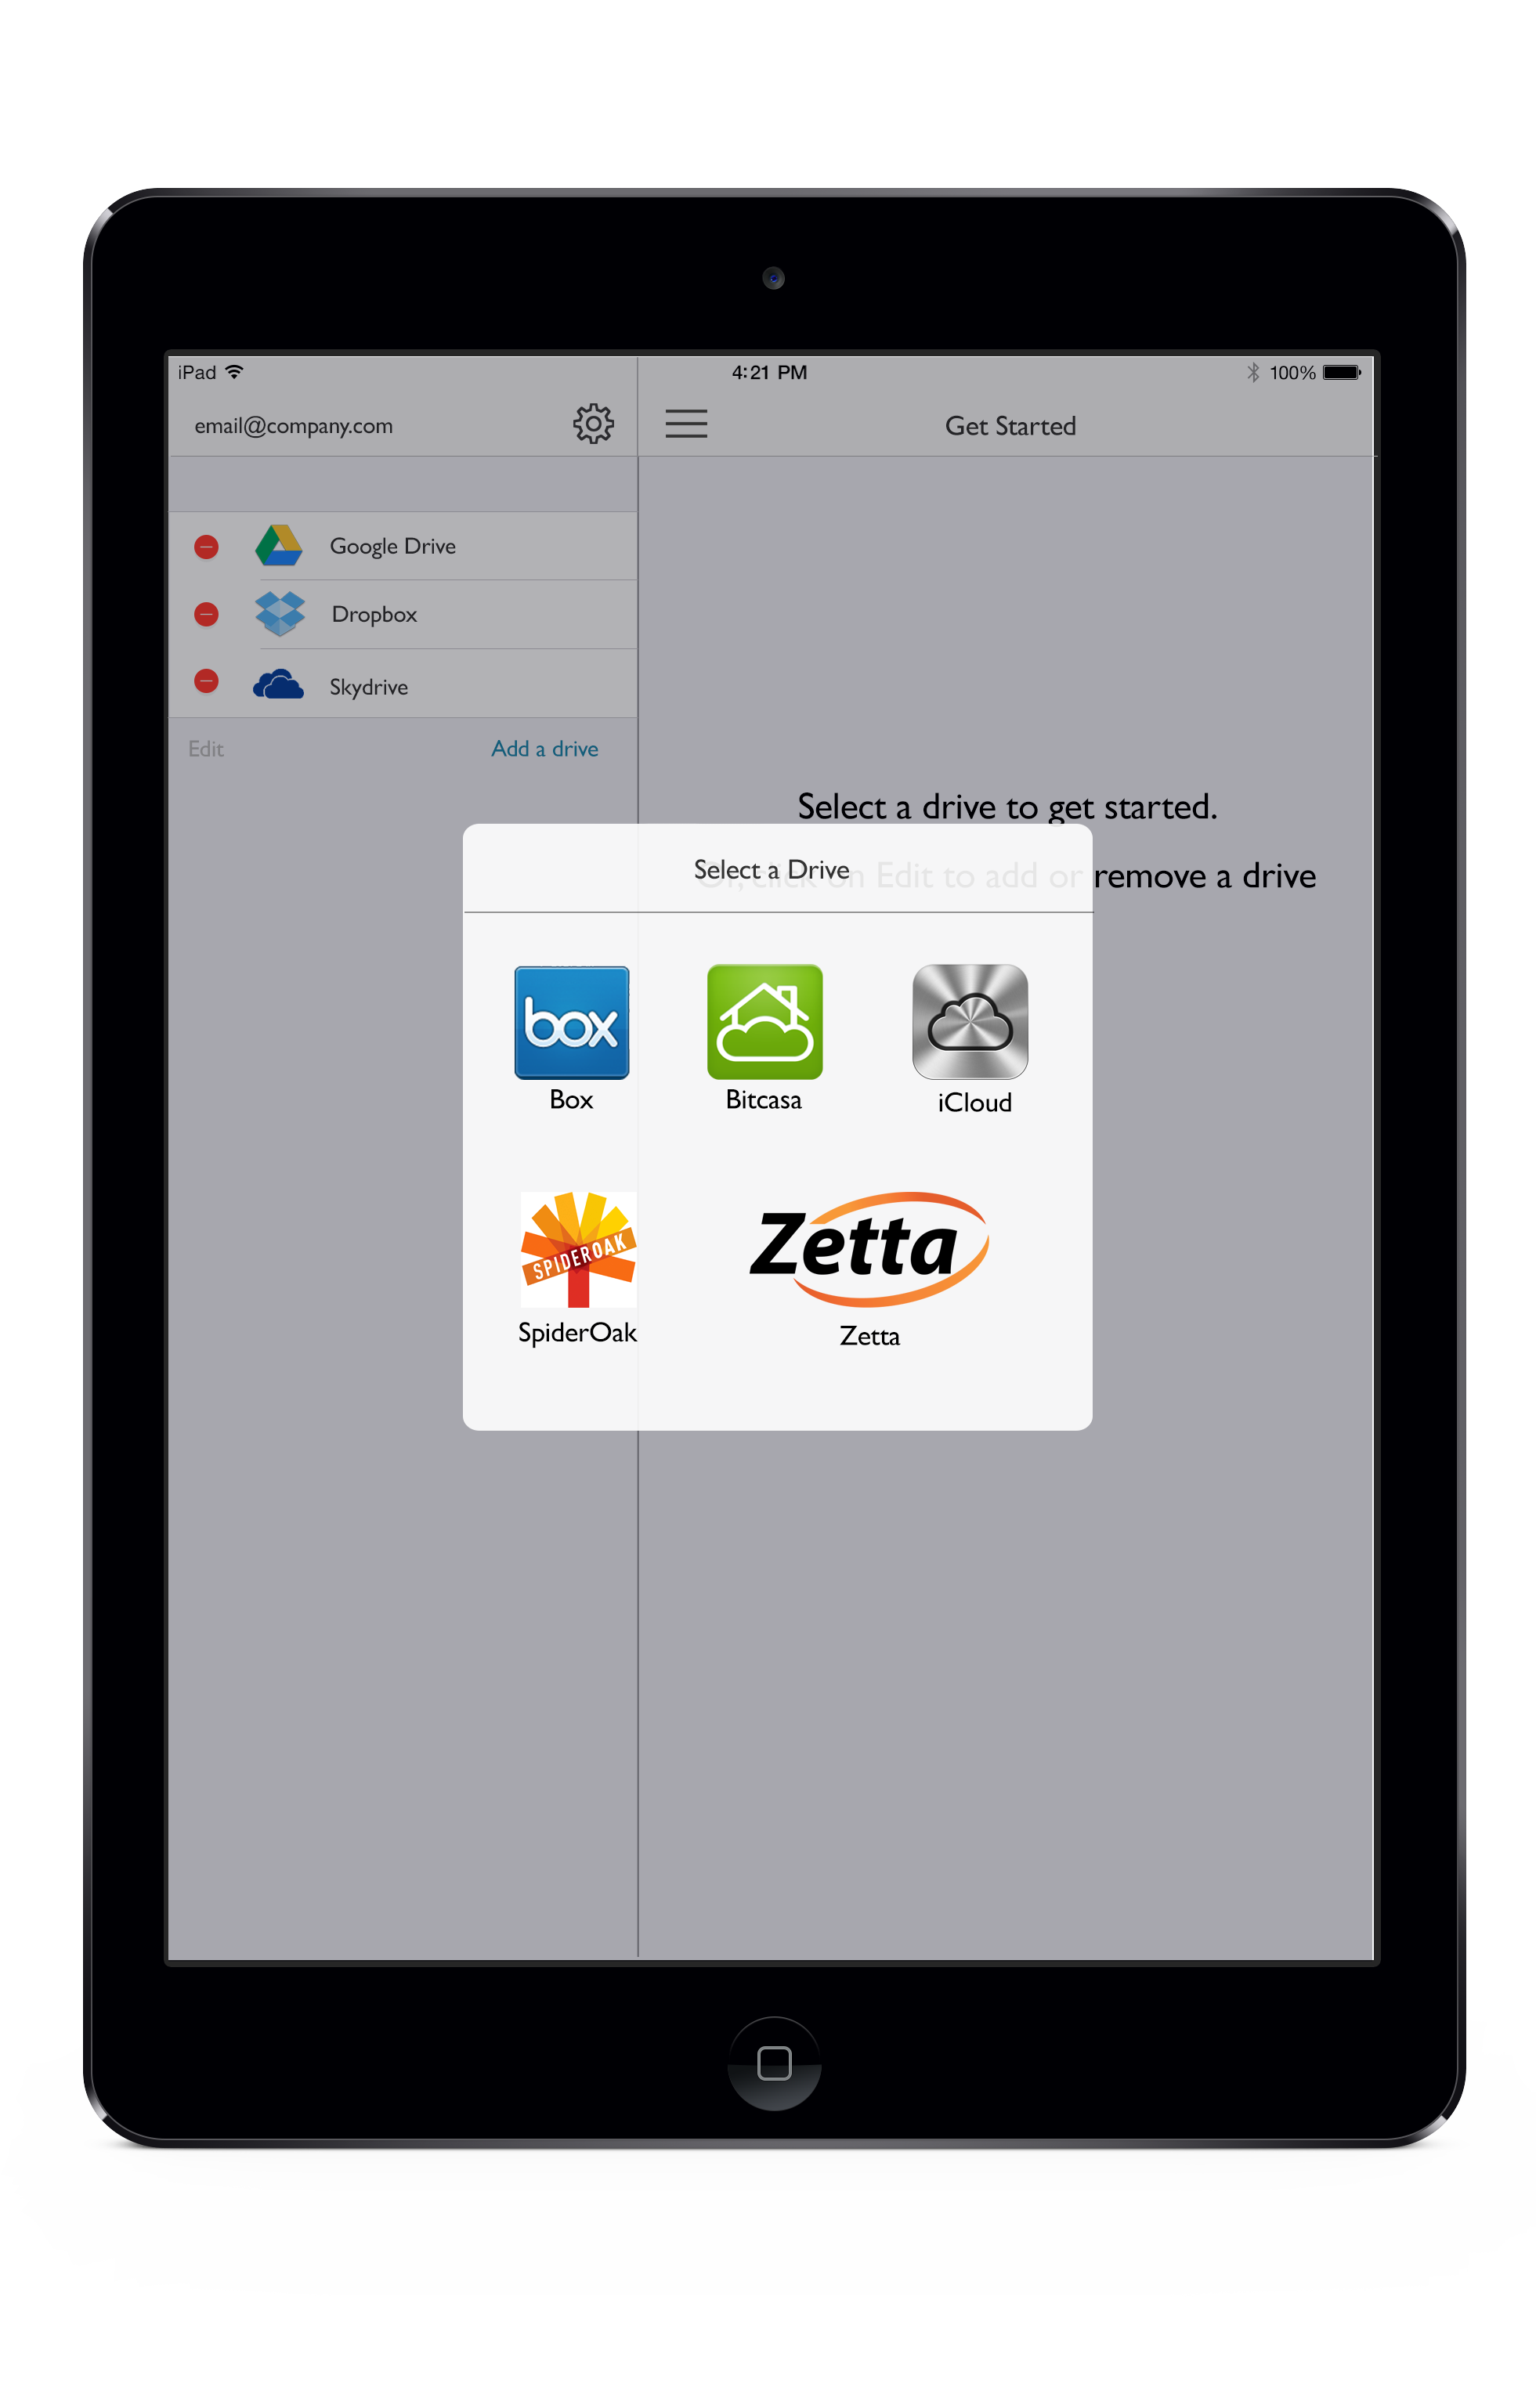 iPad 4:21 PM 100%
email@company.com Get Started
Google Drive
Dropbox
Skydrive
Edit Add a drive
Select a drive to get started.
Or, click on Edit to add or remove a drive
Select a Drive
box
Box Bitcasa iCloud
SPIDEROAK Zetta
SpiderOak Zetta